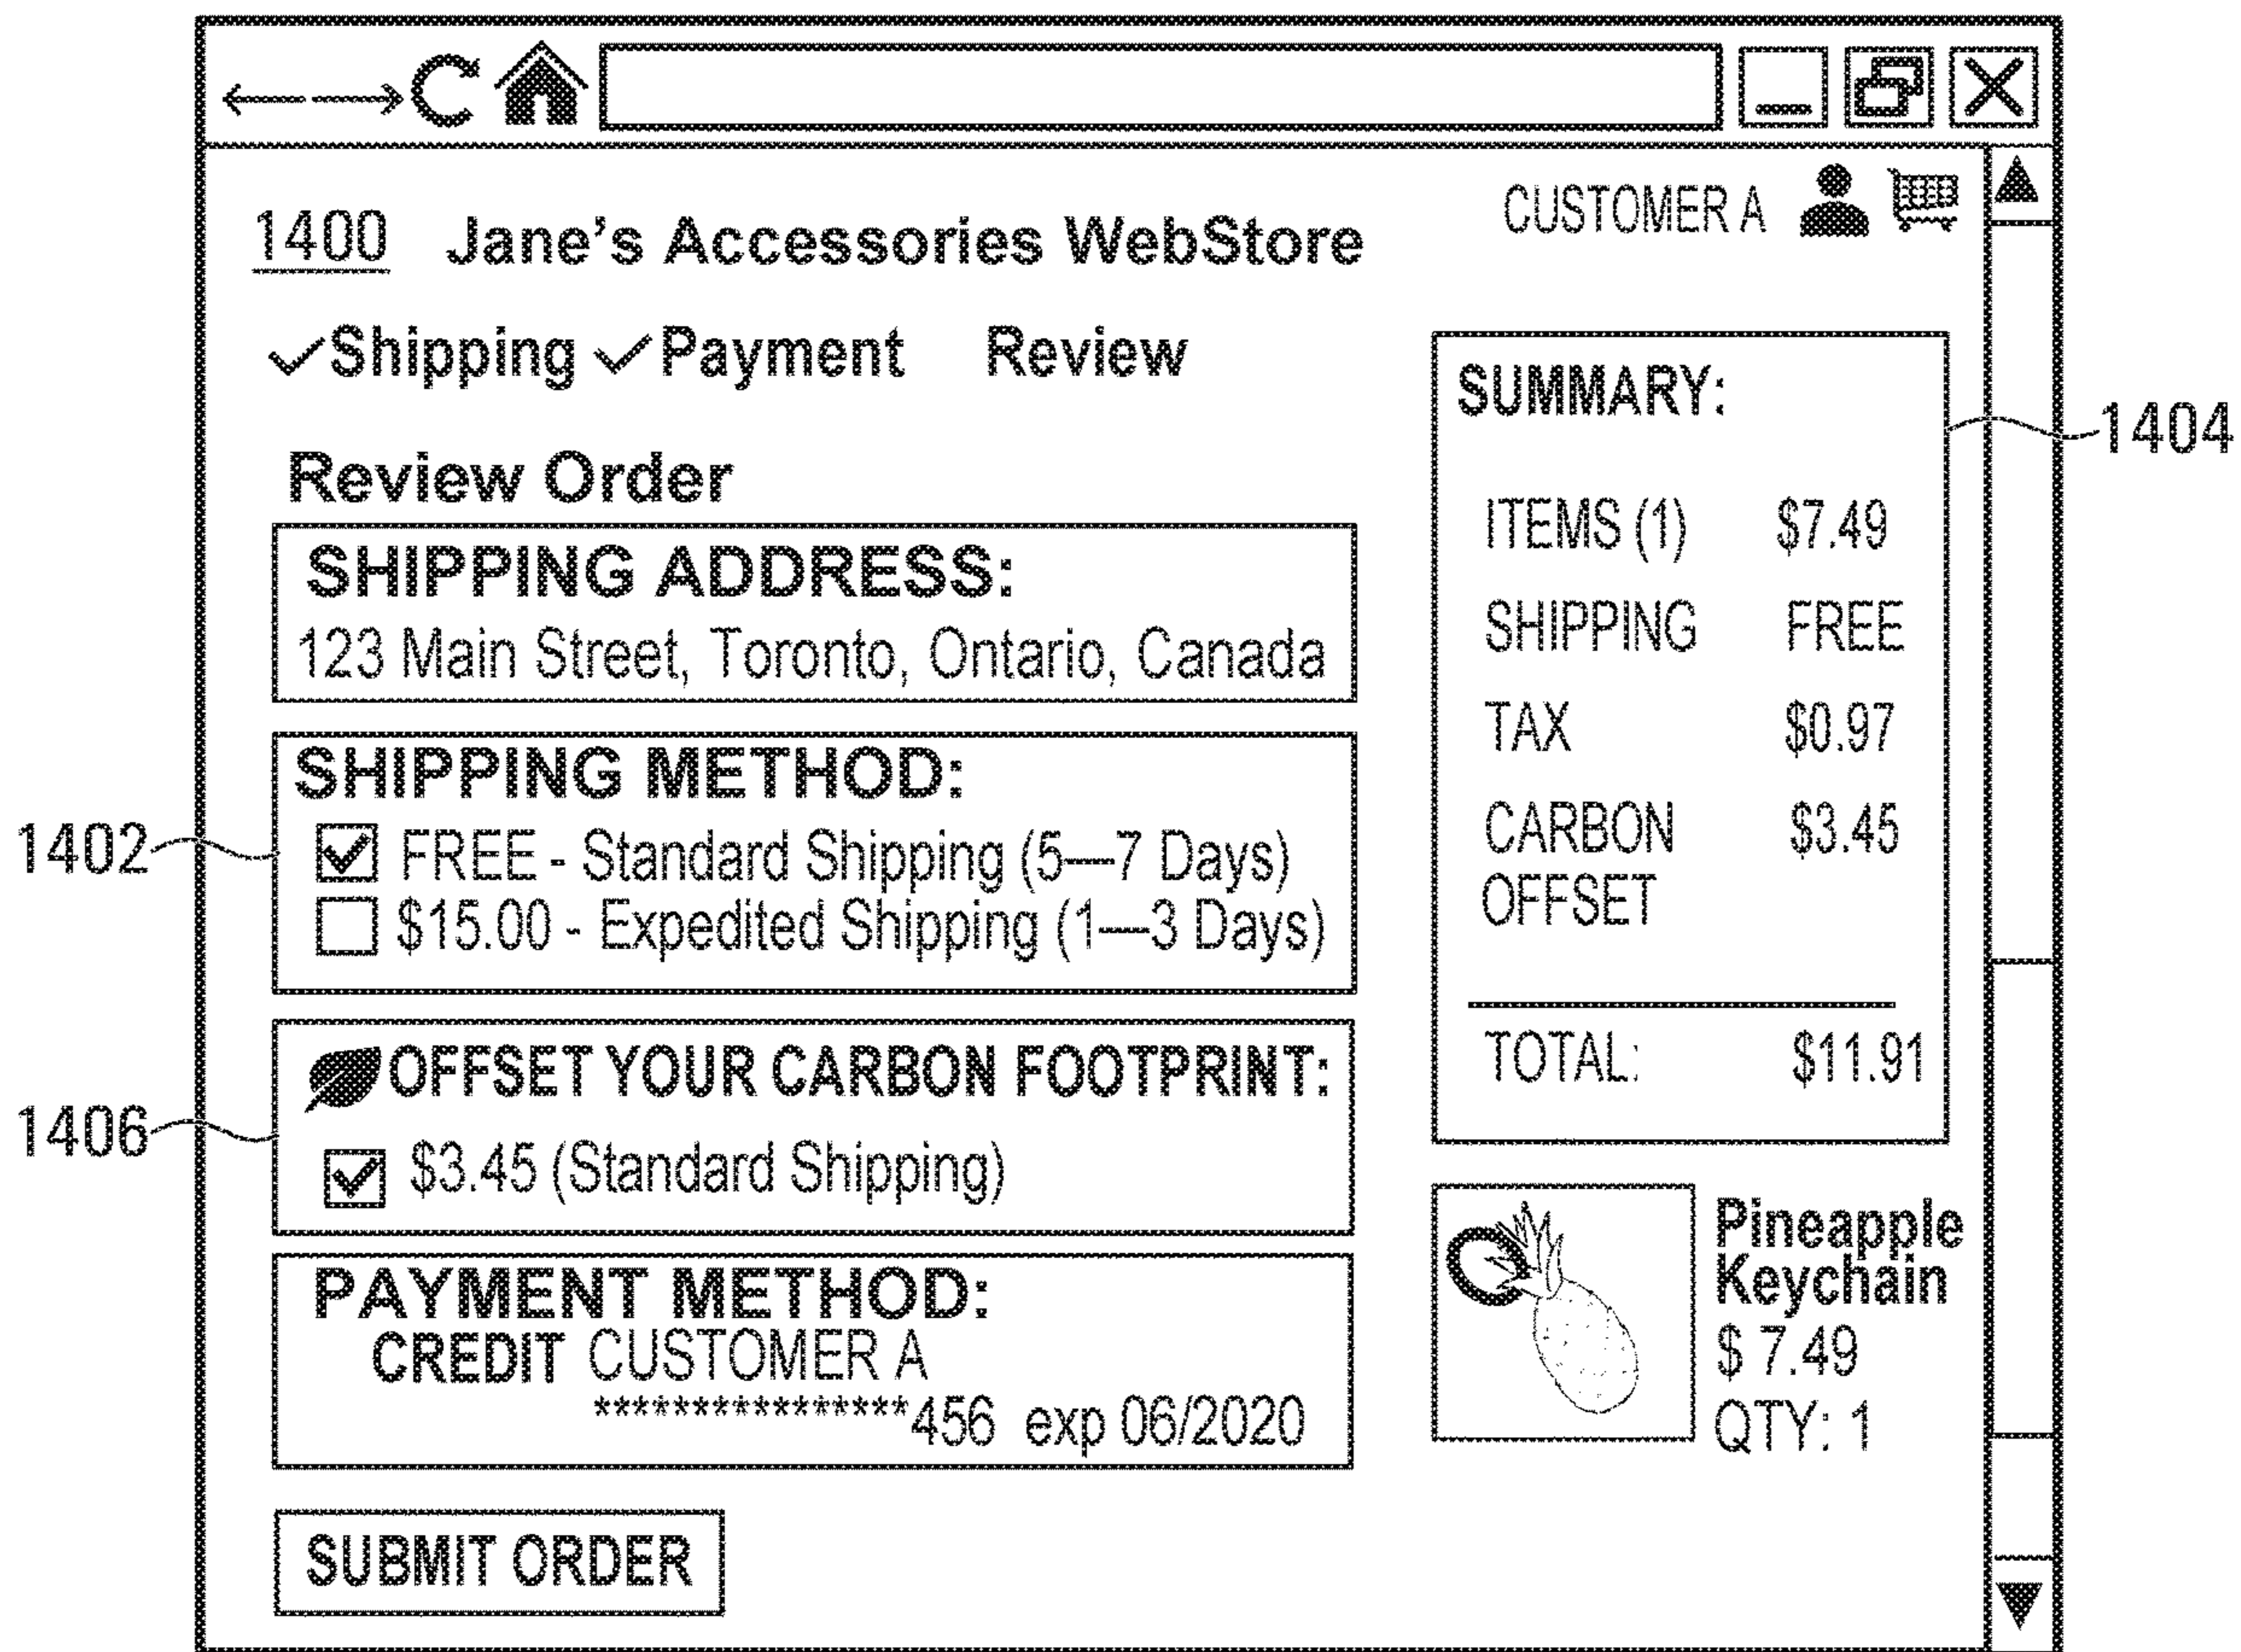 CUSTOMER A
1400 Jane's Accessories WebStore
Shipping Payment Review
Review Order
SHIPPING ADDRESS:
123 Main Street, Toronto, Ontario, Canada
1402
SHIPPING METHOD:
FREE - Standard Shipping (5—7 Days)
$15.00 - Expedited Shipping (1—3 Days)
1406
OFFSET YOUR CARBON FOOTPRINT:
$3.45 (Standard Shipping)
PAYMENT METHOD:
CREDIT CUSTOMER A
****************456 exp 06/2020
SUBMIT ORDER
1404
SUMMARY:
ITEMS (1) $7.49
SHIPPING FREE
TAX $0.97
CARBON $3.45
OFFSET
TOTAL: $11.91
Pineapple
Keychain
$ 7.49
QTY: 1